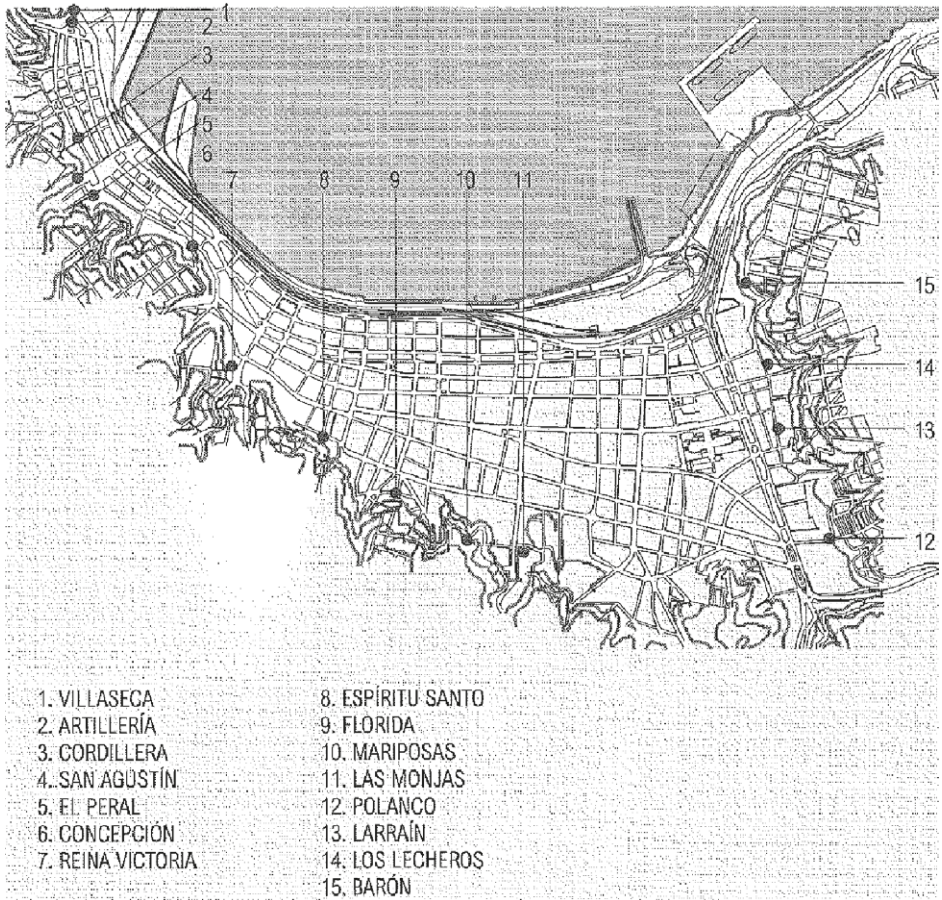 1
2
3
4
5
6
7
8
9
10
11
15
14
13
12
1. VILLASECA
2. ARTILLERÍA
3. CORDILLERA
4. SAN AGUSTÍN
5. EL PERAL
6. CONCEPCIÓN
7. REINA VICTORIA
8. ESPÍRITU SANTO
9. FLORIDA
10. MARIPOSAS
11. LAS MONJAS
12. POLANCO
13. LARRAÍN
14. LOS LECHEROS
15. BARÓN